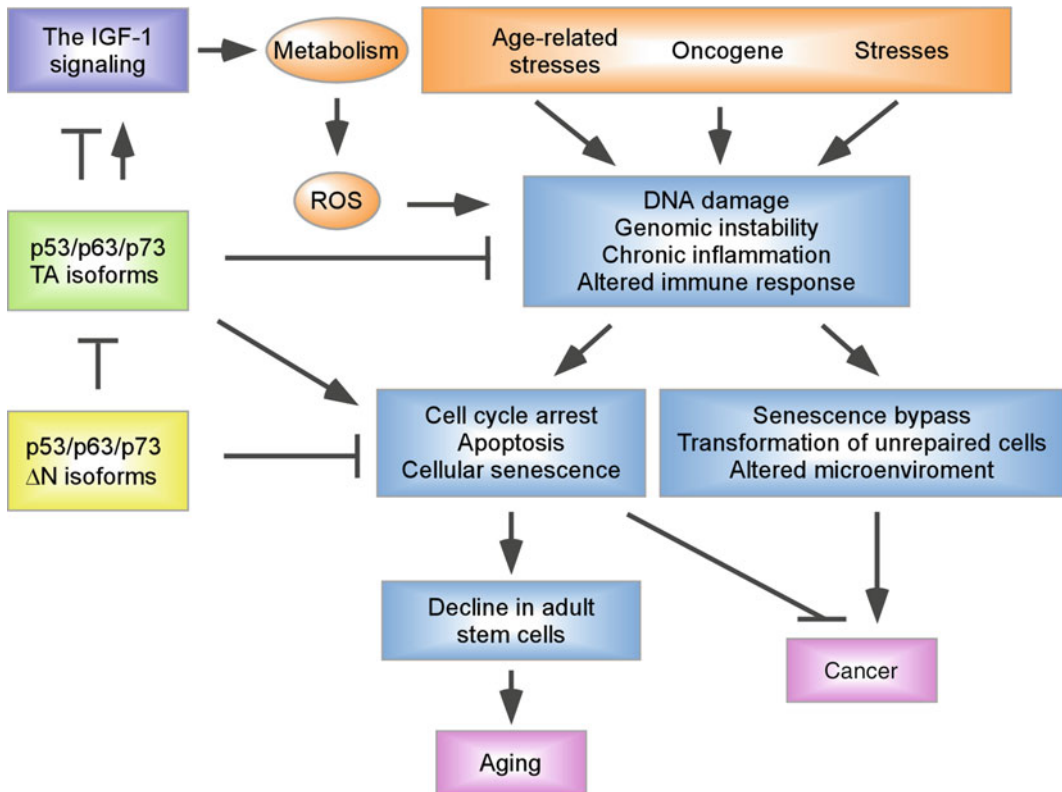 The IGF-1
signaling
Metabolism
Age-related
stresses
Oncogene
Stresses
ROS
DNA damage
Genomic instability
Chronic inflammation
Altered immune response
p53/p63/p73
TA isoforms
p53/p63/p73
ΔN isoforms
Cell cycle arrest
Apoptosis
Cellular senescence
Senescence bypass
Transformation of unrepaired cells
Altered microenviroment
Decline in adult
stem cells
Cancer
Aging